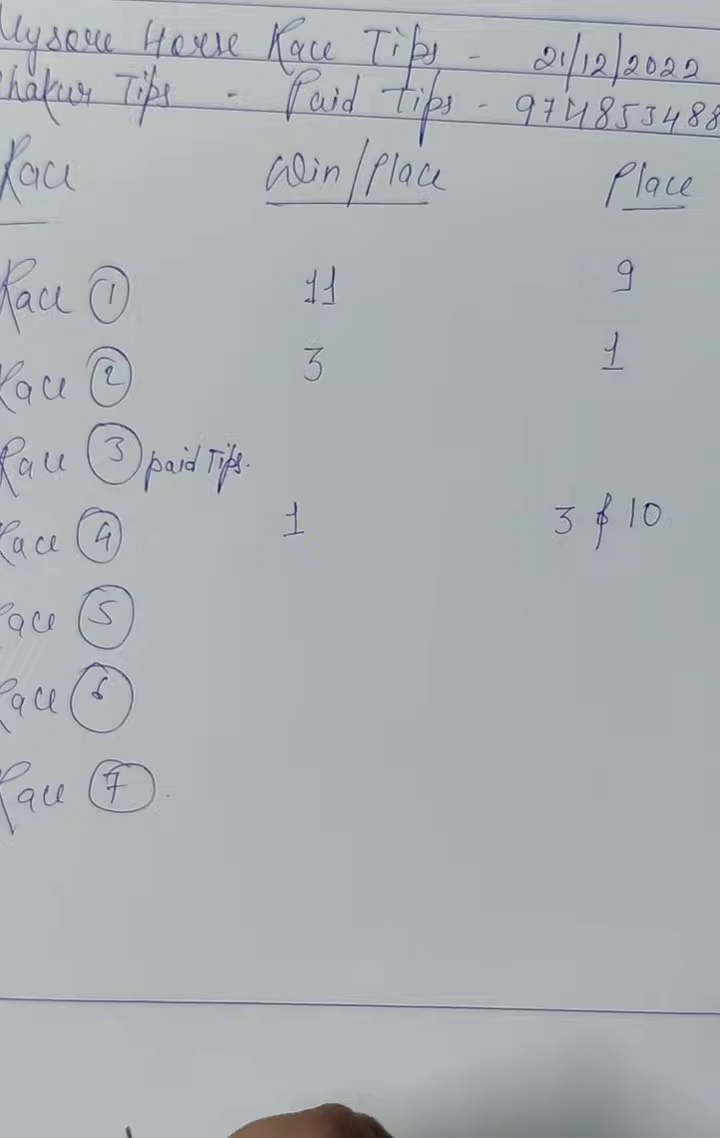 Mysore Horse Race Tips - 21/12/2022
Thakur Tips - Paid Tips - 9748853488
Race Win/Place Place
Race 1 11 9
Race 2 3 1
Race 3 paid Tips.
Race 4 1 3 & 10
Race 5
Race 6
Race 7.